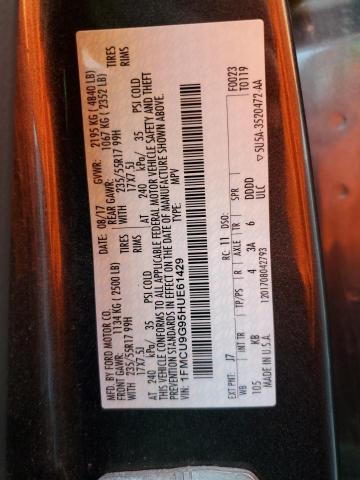 MFD. BY FORD MOTOR CO.
08/17 GVWR: 2195 KG ( 4840 LB)
FRONT GAWR: 1134 KG ( 2500 LB) REAR GAWR: 1067 KG ( 2352 LB)
WITH 235/55R17 99H TIRES WITH 235/55R17 99H TIRES
17X7.5J RIMS 17X7.5J RIMS
AT 240 kPa/ 35 PSI COLD AT 240 kPa/ 35 PSI COLD
THIS VEHICLE CONFORMS TO ALL APPLICABLE FEDERAL MOTOR VEHICLE SAFETY AND THEFT
PREVENTION STANDARDS IN EFFECT ON THE DATE OF MANUFACTURE SHOWN ABOVE.
VIN: 1FMCU9G95HUE61429
TYPE: MPV
F0023
T0119
EXT PNT: J7 RC: 11 DSO:
WB INT TR TP/PS R AXLE TR SPR
105 KB 4 3A 6 DDDD
ULC 5U5A-3520472 AA
MADE IN U.S.A. 1201708042793